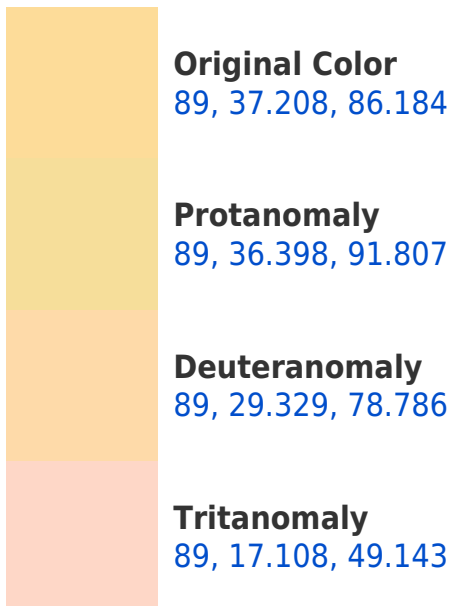 Original Color
89, 37.208, 86.184
Protanomaly
89, 36.398, 91.807
Deuteranomaly
89, 29.329, 78.786
Tritanomaly
89, 17.108, 49.143